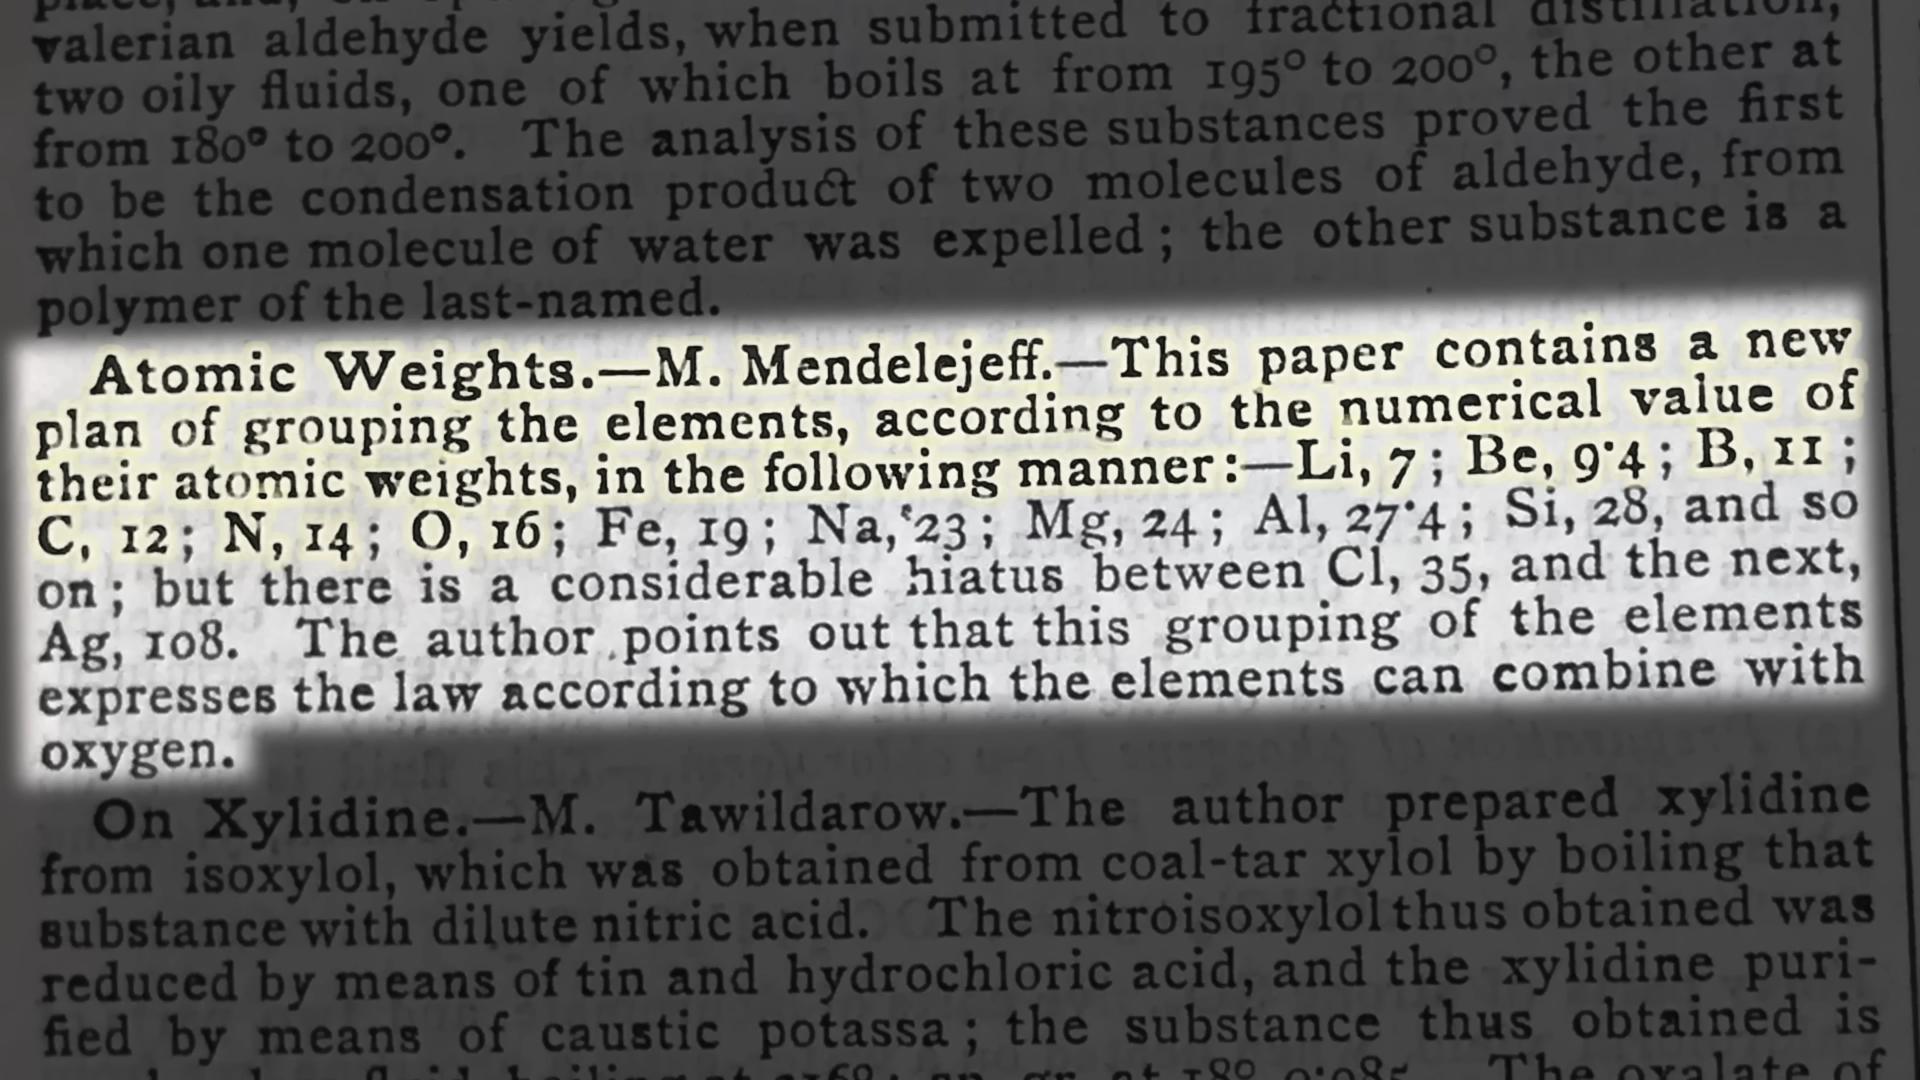 valerian aldehyde yields, when submitted to fractional distillation,
two oily fluids, one of which boils at from 195° to 200°, the other at
from 180° to 200°. The analysis of these substances proved the first
to be the condensation product of two molecules of aldehyde, from
which one molecule of water was expelled; the other substance is a
polymer of the last-named.
Atomic Weights.—M. Mendelejeff.—This paper contains a new
plan of grouping the elements, according to the numerical value of
their atomic weights, in the following manner:—Li, 7; Be, 9·4; B, 11;
C, 12; N, 14; O, 16; Fe, 19; Na, 23; Mg, 24; Al, 27·4; Si, 28, and so
on; but there is a considerable hiatus between Cl, 35, and the next,
Ag, 108. The author points out that this grouping of the elements
expresses the law according to which the elements can combine with
oxygen.
On Xylidine.—M. Tawildarow.—The author prepared xylidine
from isoxylol, which was obtained from coal-tar xylol by boiling that
substance with dilute nitric acid. The nitroisoxylol thus obtained was
reduced by means of tin and hydrochloric acid, and the xylidine puri-
fied by means of caustic potassa; the substance thus obtained is
The oxalate of